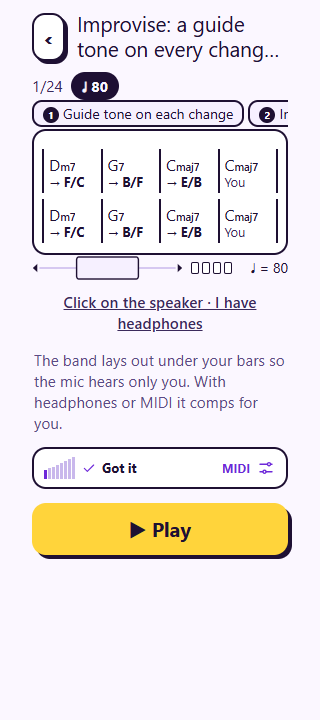 Improvise: a guide
tone on every chang…
1/24 ♩ 80
1 Guide tone on each change 2
Dm7 G7 Cmaj7 Cmaj7
→ F/C → B/F → E/B You
Dm7 G7 Cmaj7 Cmaj7
→ F/C → B/F → E/B You
♩ = 80
Click on the speaker · I have
headphones
The band lays out under your bars so
the mic hears only you. With
headphones or MIDI it comps for
you.
✓ Got it MIDI
▶ Play